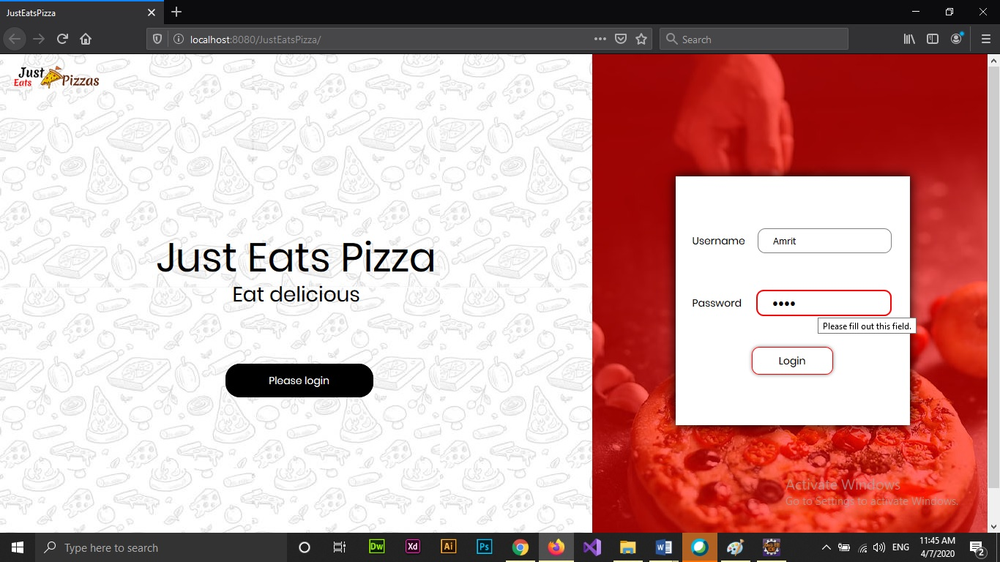 JustEatsPizza
localhost:8080/JustEatsPizza/
Search
Just
Eats
Pizzas
Just Eats Pizza
Eat delicious
Please login
Username
Amrit
Password
Please fill out this field.
Login
Activate Windows
Go to Settings to activate Windows.
Type here to search
Dw
Xd
Ai
Ps
ENG
11:45 AM
4/7/2020
2